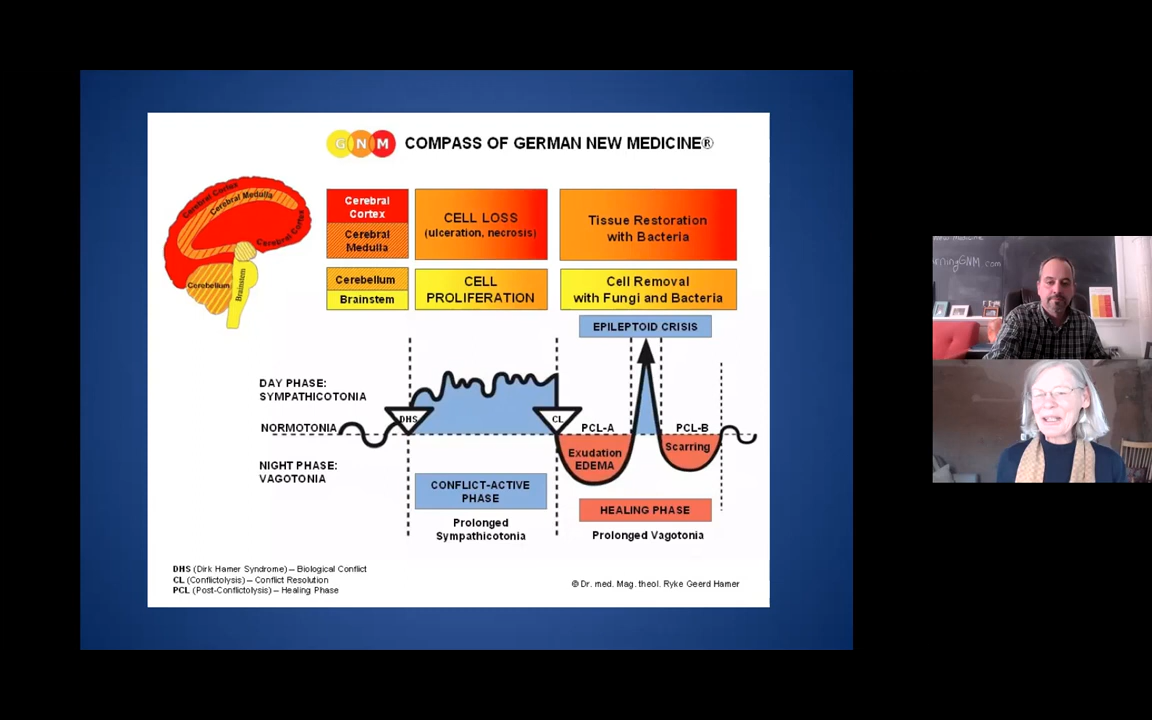 GNM COMPASS OF GERMAN NEW MEDICINE®
Cerebral Cortex
Cerebral Medulla
Cerebral Cortex
Cerebellum
Brainstem
Cerebral
Cortex
Cerebral
Medulla
CELL LOSS
(ulceration, necrosis)
Tissue Restoration
with Bacteria
Cerebellum
Brainstem
CELL
PROLIFERATION
Cell Removal
with Fungi and Bacteria
EPILEPTOID CRISIS
DAY PHASE:
SYMPATHICOTONIA
NORMOTONIA
NIGHT PHASE:
VAGOTONIA
DHS
CL
PCL-A
PCL-B
Exudation
EDEMA
Scarring
CONFLICT-ACTIVE
PHASE
Prolonged
Sympathicotonia
HEALING PHASE
Prolonged Vagotonia
DHS (Dirk Hamer Syndrome) – Biological Conflict
CL (Conflictolysis) – Conflict Resolution
PCL (Post-Conflictolysis) – Healing Phase
© Dr. med. Mag. theol. Ryke Geerd Hamer
rningGNM.com